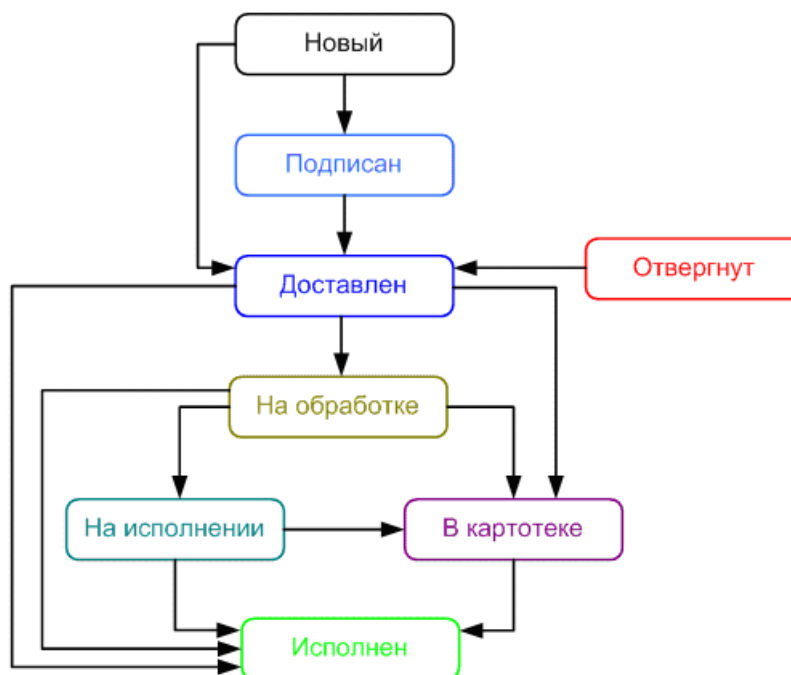 Новый
Подписан
Доставлен
Отвергнут
На обработке
На исполнении
В картотеке
Исполнен